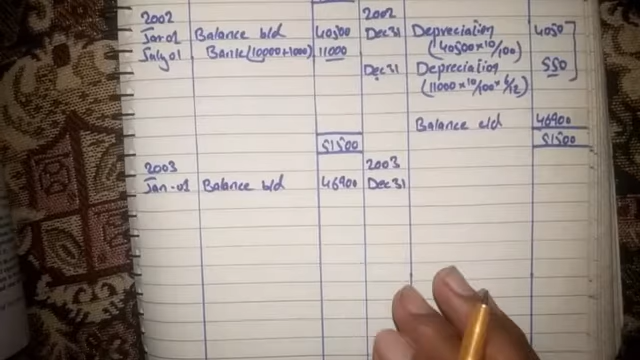 2002
2002
Jan 01 Balance b/d 40500 Dec 31 Depreciation 4050
July 01 Bank (10000+1000) 11000 (40500×10/100)
Dec 31 Depreciation 550
(11000×10/100×6/12)
Balance c/d 46900
51500 51500
2003 2003
Jan-01 Balance b/d 46900 Dec 31